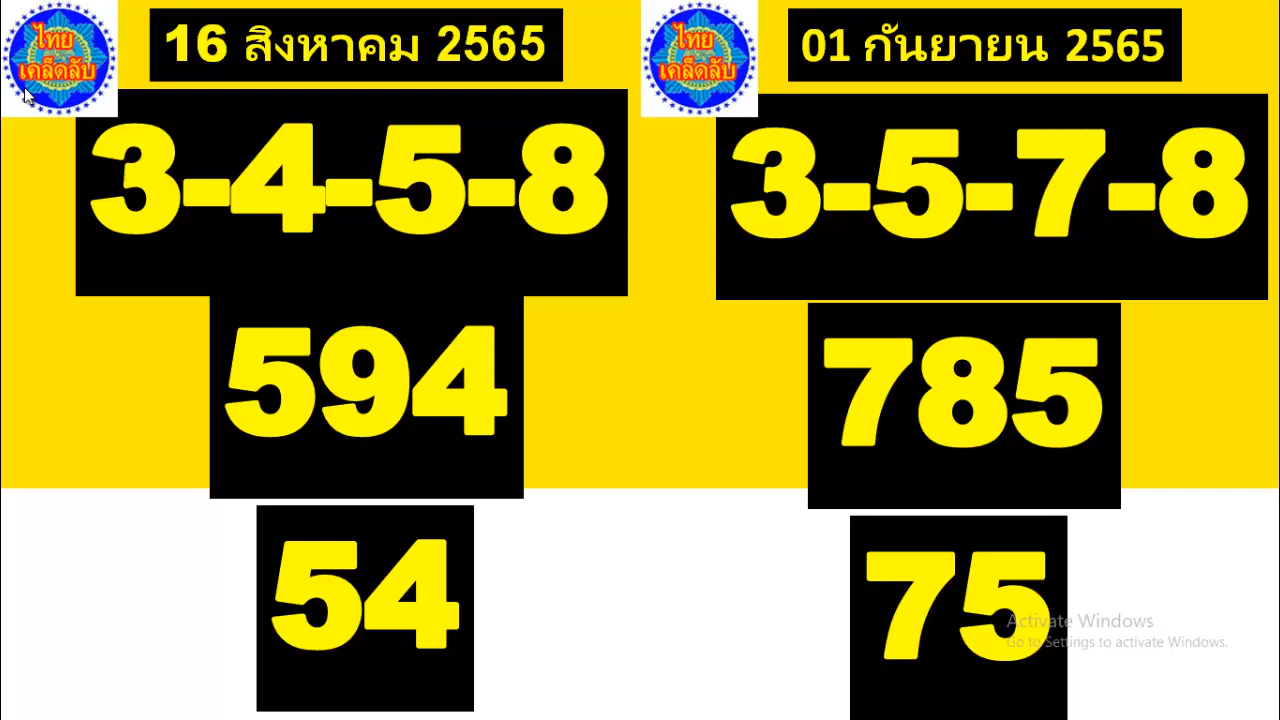 ไทย
เคล็ดลับ
16 สิงหาคม 2565
3-4-5-8
594
54
ไทย
เคล็ดลับ
01 กันยายน 2565
3-5-7-8
785
75
Activate Windows
Go to Settings to activate Windows.